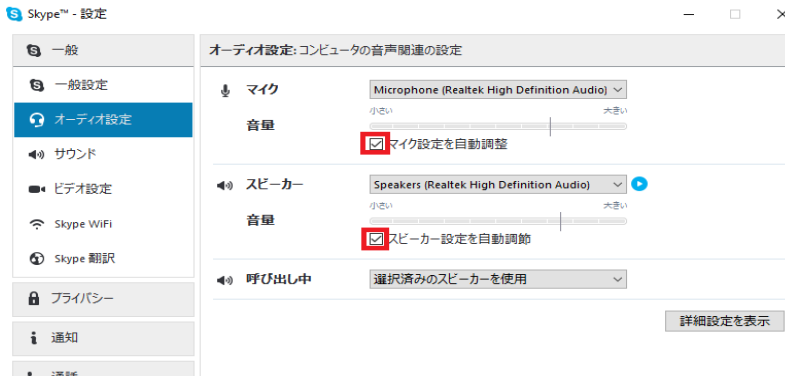 Skype™ - 設定
一般
一般設定
オーディオ設定
サウンド
ビデオ設定
Skype WiFi
Skype 翻訳
プライバシー
通知
通話
オーディオ設定: コンピュータの音声関連の設定
マイク
Microphone (Realtek High Definition Audio)
小さい 大きい
音量
マイク設定を自動調整
スピーカー
Speakers (Realtek High Definition Audio)
小さい 大きい
音量
スピーカー設定を自動調節
呼び出し中
選択済みのスピーカーを使用
詳細設定を表示